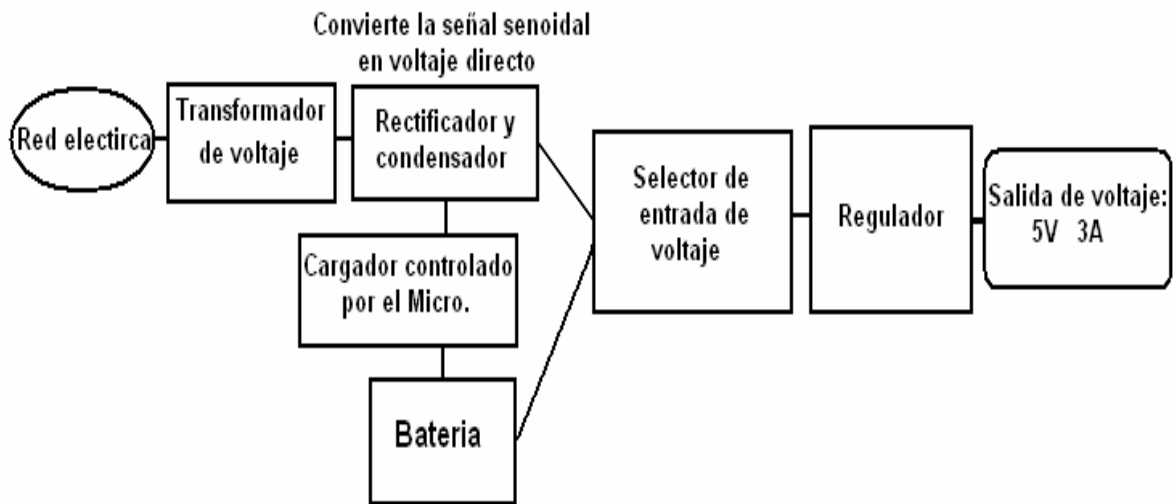 Convierte la señal senoidal
en voltaje directo
Red electirca
Transformador
de voltaje
Rectificador y
condensador
Selector de
entrada de
voltaje
Regulador
Salida de voltaje:
5V 3A
Cargador controlado
por el Micro.
Bateria